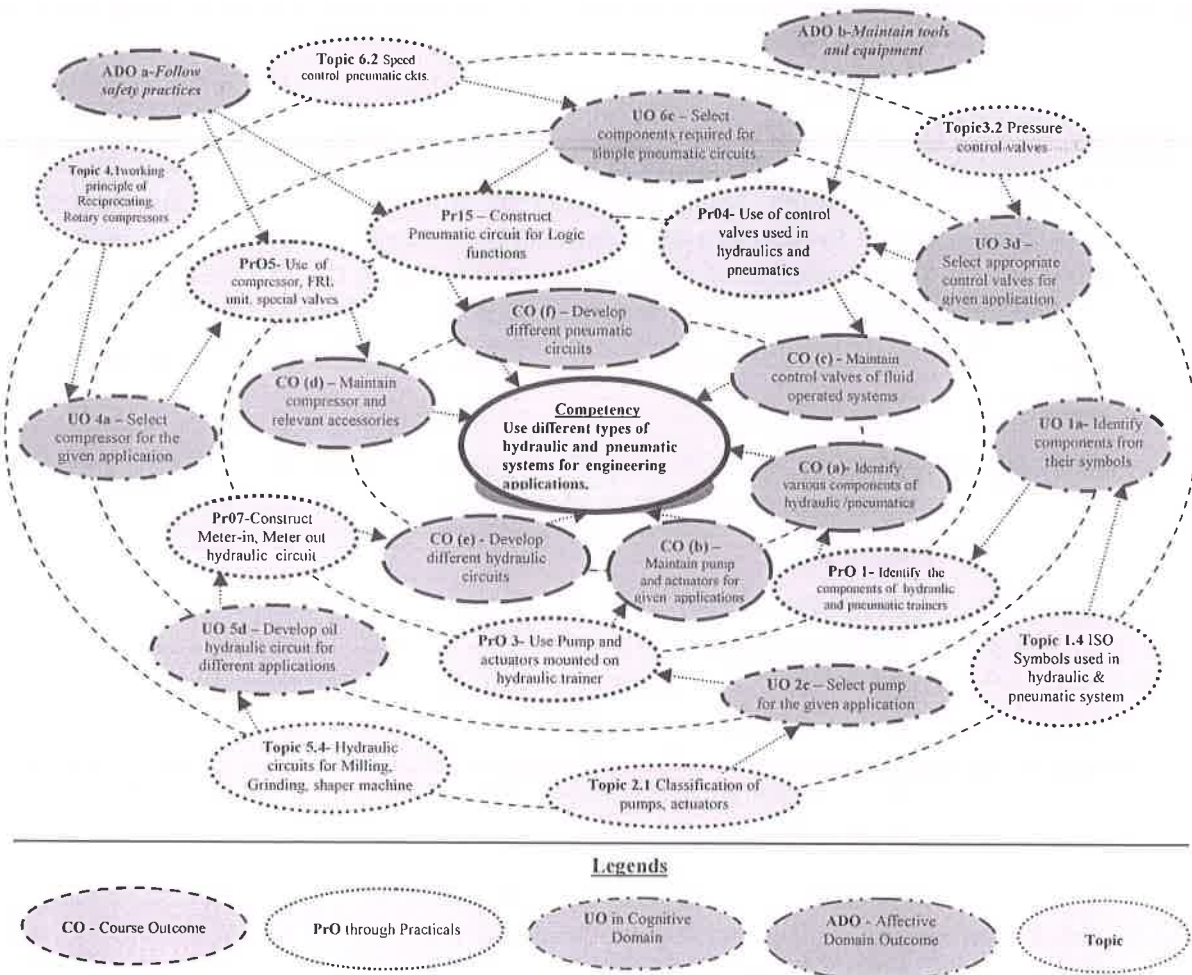 ADO a-Follow
safety practices
Topic 6.2 Speed
control pneumatic ckts.
ADO b-Maintain tools
and equipment
UO 6c – Select
components required for
simple pneumatic circuits
Topic3.2 Pressure
control valves
Topic 4.1working
principle of
Reciprocating,
Rotary compressors
Pr15 – Construct
Pneumatic circuit for Logic
functions
Pr04- Use of control
valves used in
hydraulics and
pneumatics
UO 3d –
Select appropriate
control valves for
given application
PrO5- Use of
compressor, FRL
unit, special valves
CO (f) – Develop
different pneumatic
circuits
CO (c) - Maintain
control valves of fluid
operated systems
CO (d) – Maintain
compressor and
relevant accessories
UO 4a – Select
compressor for the
given application
Competency
Use different types of
hydraulic and pneumatic
systems for engineering
applications.
UO 1a- Identify
components from
their symbols
CO (a)- Identify
various components of
hydraulic /pneumatics
Pr07-Construct
Meter-in, Meter out
hydraulic circuit
CO (e) - Develop
different hydraulic
circuits
CO (b) –
Maintain pump
and actuators for
given applications
PrO 1- Identify the
components of hydraulic
and pneumatic trainers
UO 5d – Develop oil
hydraulic circuit for
different applications
PrO 3- Use Pump and
actuators mounted on
hydraulic trainer
Topic 1.4 ISO
Symbols used in
hydraulic &
pneumatic system
UO 2c – Select pump
for the given application
Topic 5.4- Hydraulic
circuits for Milling,
Grinding, shaper machine
Topic 2.1 Classification of
pumps, actuators
Legends
CO - Course Outcome
PrO through Practicals
UO in Cognitive
Domain
ADO - Affective
Domain Outcome
Topic